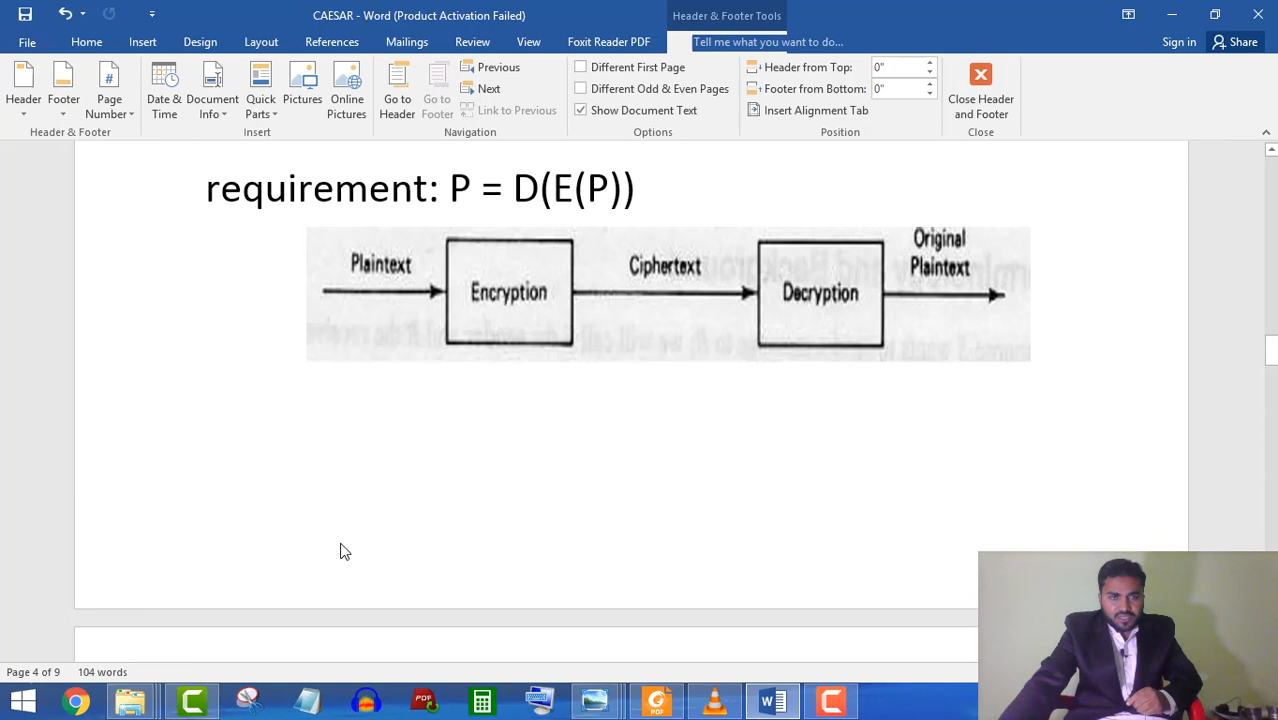 CAESAR - Word (Product Activation Failed)
Header & Footer Tools
File Home Insert Design Layout References Mailings Review View Foxit Reader PDF Tell me what you want to do... Sign in Share
Header Footer Page Number Date & Time Document Info Quick Parts Pictures Online Pictures Go to Header Go to Footer Previous Next Link to Previous
Different First Page
Different Odd & Even Pages
Show Document Text
Header from Top: 0"
Footer from Bottom: 0"
Insert Alignment Tab
Close Header and Footer
Header & Footer Insert Navigation Options Position Close
requirement: P = D(E(P))
Plaintext
Encryption
Ciphertext
Decryption
Original
Plaintext
Page 4 of 9 104 words
PDF
PDF